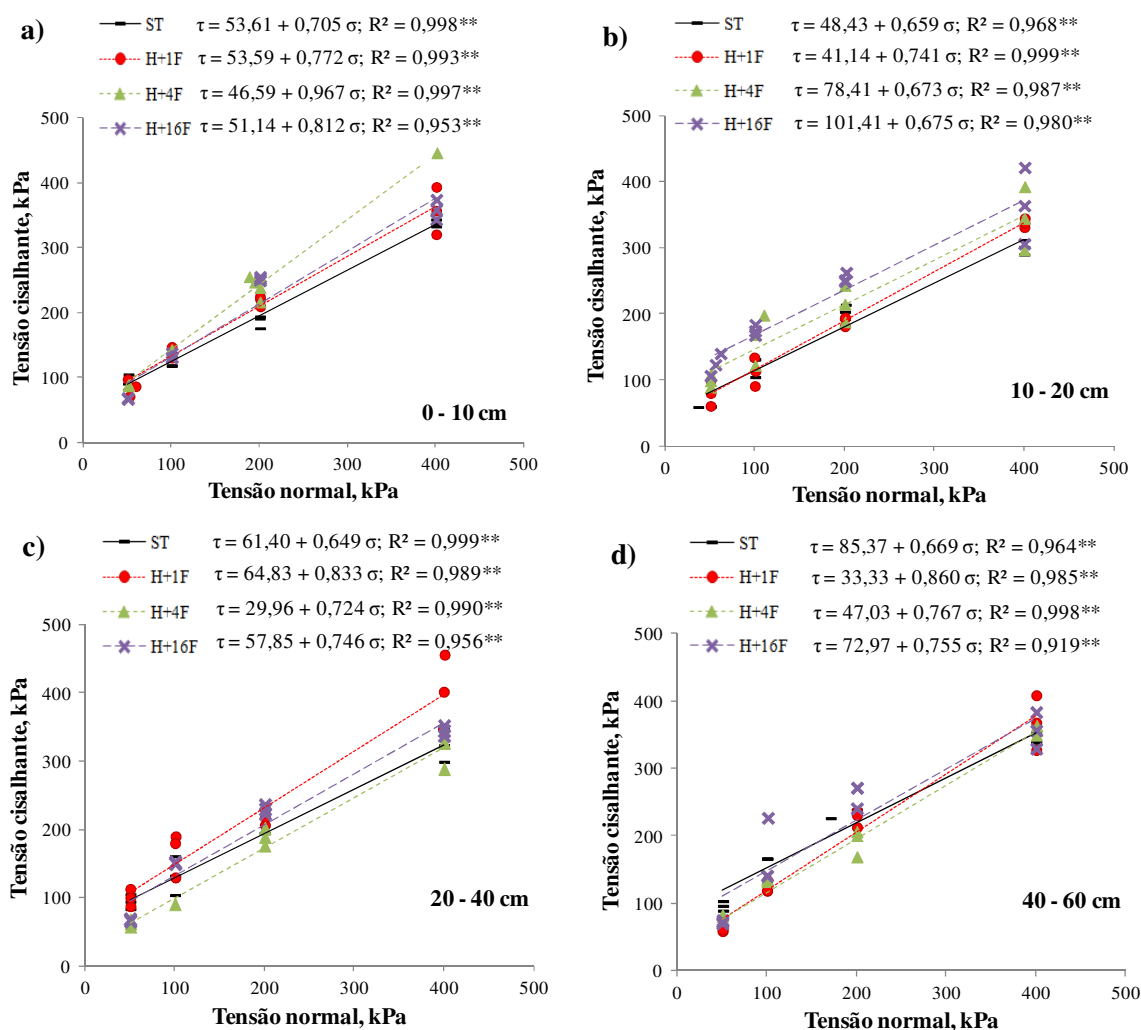 a)
ST τ = 53,61 + 0,705 σ; R² = 0,998**
H+1F τ = 53,59 + 0,772 σ; R² = 0,993**
H+4F τ = 46,59 + 0,967 σ; R² = 0,997**
H+16F τ = 51,14 + 0,812 σ; R² = 0,953**
Tensão cisalhante, kPa
500
400
300
200
100
0
0 100 200 300 400 500
0 - 10 cm
Tensão normal, kPa
b)
ST τ = 48,43 + 0,659 σ; R² = 0,968**
H+1F τ = 41,14 + 0,741 σ; R² = 0,999**
H+4F τ = 78,41 + 0,673 σ; R² = 0,987**
H+16F τ = 101,41 + 0,675 σ; R² = 0,980**
Tensão cisalhante, kPa
500
400
300
200
100
0
0 100 200 300 400 500
10 - 20 cm
Tensão normal, kPa
c)
ST τ = 61,40 + 0,649 σ; R² = 0,999**
H+1F τ = 64,83 + 0,833 σ; R² = 0,989**
H+4F τ = 29,96 + 0,724 σ; R² = 0,990**
H+16F τ = 57,85 + 0,746 σ; R² = 0,956**
Tensão cisalhante, kPa
500
400
300
200
100
0
0 100 200 300 400 500
20 - 40 cm
Tensão normal, kPa
d)
ST τ = 85,37 + 0,669 σ; R² = 0,964**
H+1F τ = 33,33 + 0,860 σ; R² = 0,985**
H+4F τ = 47,03 + 0,767 σ; R² = 0,998**
H+16F τ = 72,97 + 0,755 σ; R² = 0,919**
Tensão cisalhante, kPa
500
400
300
200
100
0
0 100 200 300 400 500
40 - 60 cm
Tensão normal, kPa